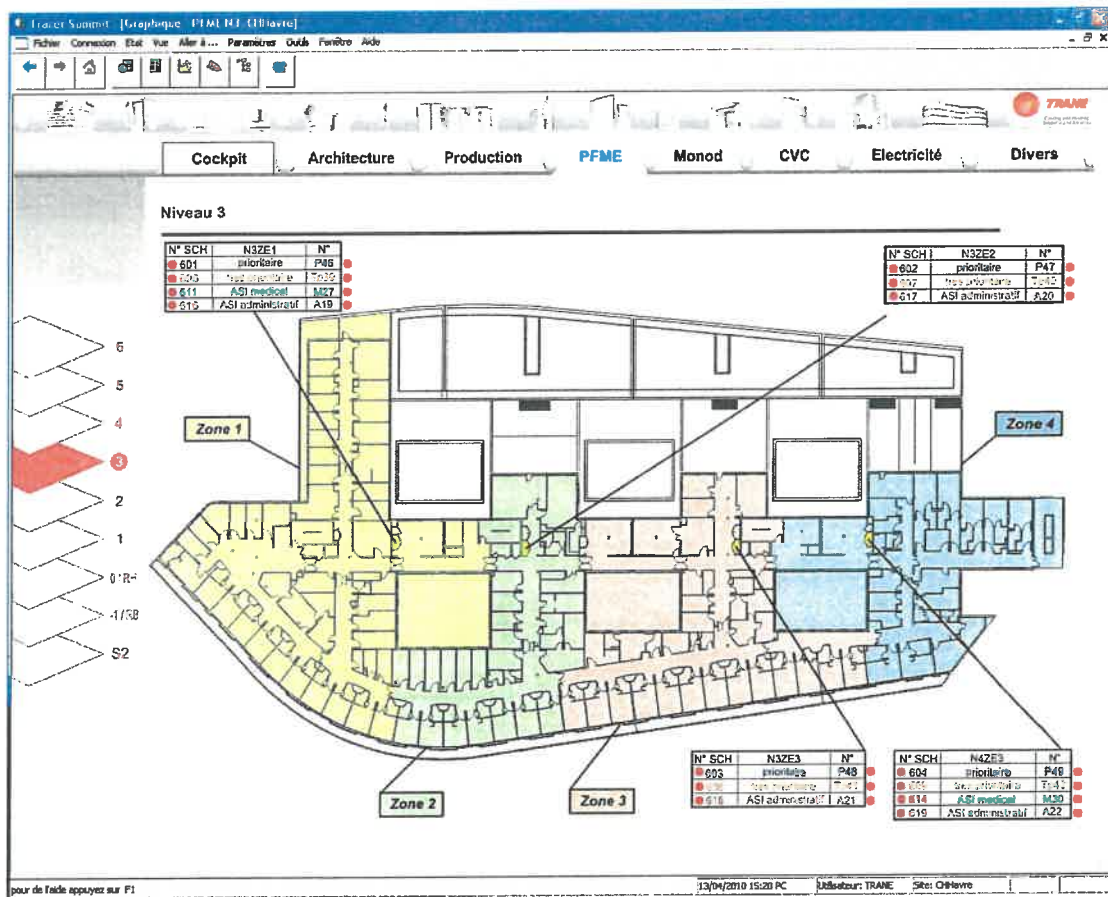 Tracer Summit - [Graphique - PFME N3 CHHavre]
Fichier Connexion Etat Vue Aller à... Paramètres Outils Fenêtre Aide
TRANE
Cockpit Architecture Production PFME Monod CVC Electricité Divers
Niveau 3
N° SCH N3ZE1 N°
601 prioritaire P46
611 ASI medical M27
616 ASI administratif A19
N° SCH N3ZE2 N°
602 prioritaire P47
617 ASI administratif A20
6
5
4
3
2
1
S2
Zone 1
Zone 4
Zone 2
Zone 3
N° SCH N3ZE3 N°
603 prioritaire P48
618 ASI administratif A21
N° SCH N4ZE3 N°
604 prioritaire P49
614 ASI medical M30
619 ASI administratif A22
pour de l'aide appuyez sur F1
13/04/2010 15:20 PC Utilisateur: TRANE Site: CHHavre